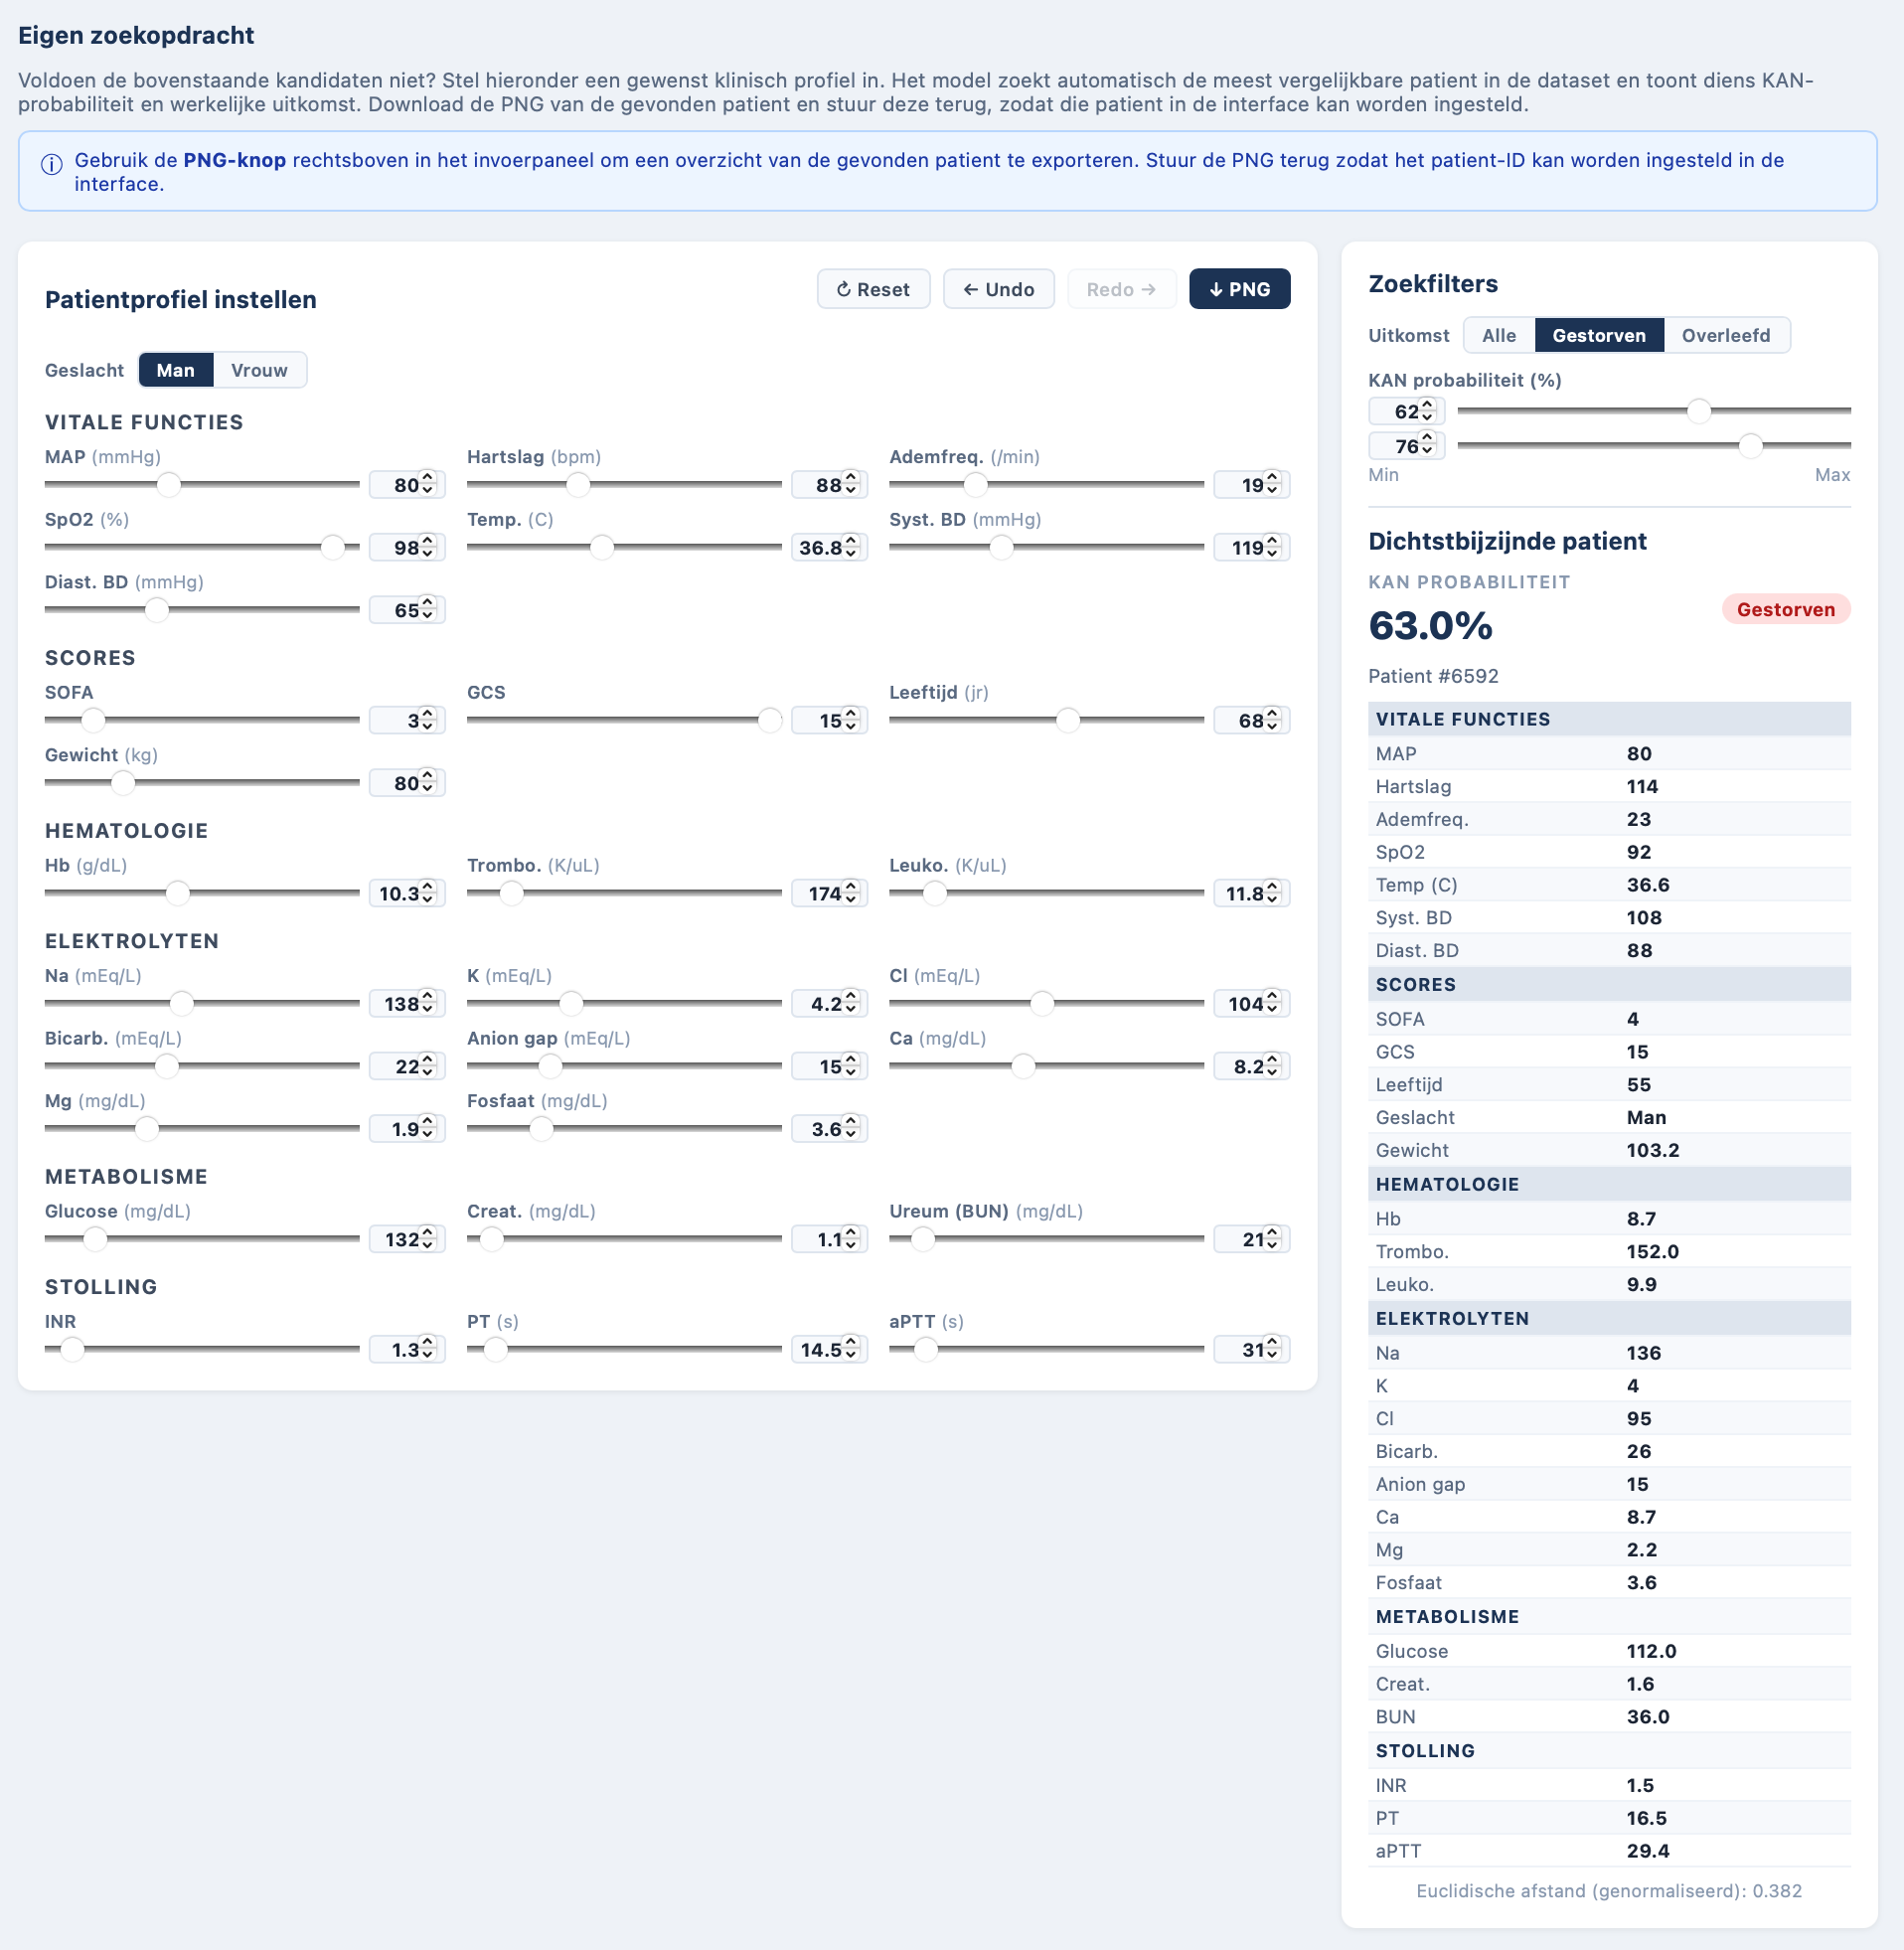 Eigen zoekopdracht
Voldoen de bovenstaande kandidaten niet? Stel hieronder een gewenst klinisch profiel in. Het model zoekt automatisch de meest vergelijkbare patient in de dataset en toont diens KAN-
probabiliteit en werkelijke uitkomst. Download de PNG van de gevonden patient en stuur deze terug, zodat die patient in de interface kan worden ingesteld.
Gebruik de PNG-knop rechtsboven in het invoerpaneel om een overzicht van de gevonden patient te exporteren. Stuur de PNG terug zodat het patient-ID kan worden ingesteld in de
interface.
Patientprofiel instellen
↻ Reset
← Undo
Redo →
↓ PNG
Geslacht Man Vrouw
VITALE FUNCTIES
MAP (mmHg) Hartslag (bpm) Ademfreq. (/min)
80 88 19
SpO2 (%) Temp. (C) Syst. BD (mmHg)
98 36.8 119
Diast. BD (mmHg)
65
SCORES
SOFA GCS Leeftijd (jr)
3 15 68
Gewicht (kg)
80
HEMATOLOGIE
Hb (g/dL) Trombo. (K/uL) Leuko. (K/uL)
10.3 174 11.8
ELEKTROLYTEN
Na (mEq/L) K (mEq/L) Cl (mEq/L)
138 4.2 104
Bicarb. (mEq/L) Anion gap (mEq/L) Ca (mg/dL)
22 15 8.2
Mg (mg/dL) Fosfaat (mg/dL)
1.9 3.6
METABOLISME
Glucose (mg/dL) Creat. (mg/dL) Ureum (BUN) (mg/dL)
132 1.1 21
STOLLING
INR PT (s) aPTT (s)
1.3 14.5 31
Zoekfilters
Uitkomst Alle Gestorven Overleefd
KAN probabiliteit (%)
62
76
Min Max
Dichtstbijzijnde patient
KAN PROBABILITEIT
63.0% Gestorven
Patient #6592
VITALE FUNCTIES
MAP 80
Hartslag 114
Ademfreq. 23
SpO2 92
Temp (C) 36.6
Syst. BD 108
Diast. BD 88
SCORES
SOFA 4
GCS 15
Leeftijd 55
Geslacht Man
Gewicht 103.2
HEMATOLOGIE
Hb 8.7
Trombo. 152.0
Leuko. 9.9
ELEKTROLYTEN
Na 136
K 4
Cl 95
Bicarb. 26
Anion gap 15
Ca 8.7
Mg 2.2
Fosfaat 3.6
METABOLISME
Glucose 112.0
Creat. 1.6
BUN 36.0
STOLLING
INR 1.5
PT 16.5
aPTT 29.4
Euclidische afstand (genormaliseerd): 0.382